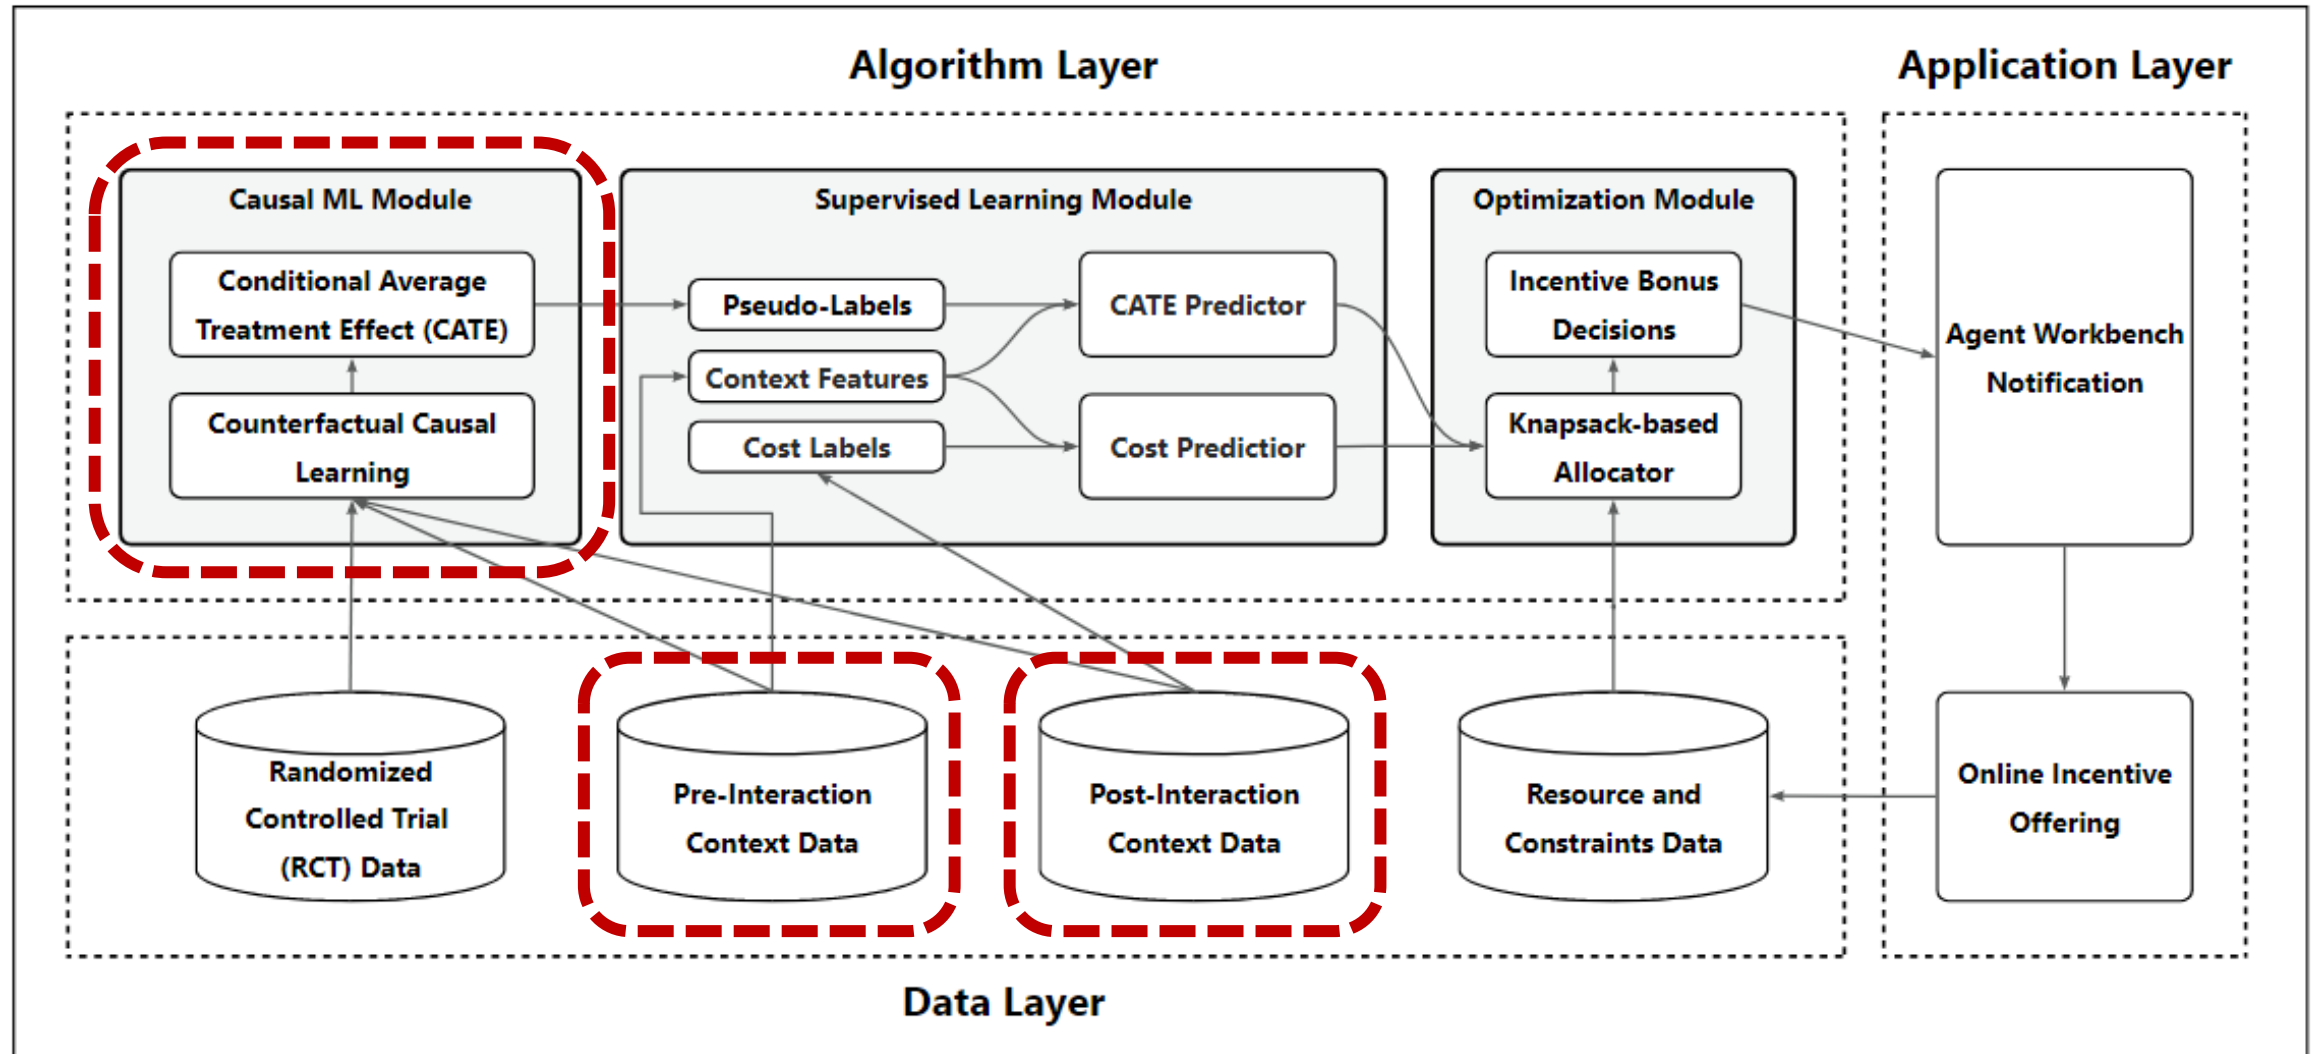 Algorithm Layer
Application Layer
Causal ML Module
Conditional Average
Treatment Effect (CATE)
Counterfactual Causal
Learning
Supervised Learning Module
Pseudo-Labels
Context Features
Cost Labels
CATE Predictor
Cost Predictior
Optimization Module
Incentive Bonus
Decisions
Knapsack-based
Allocator
Agent Workbench
Notification
Randomized
Controlled Trial
(RCT) Data
Pre-Interaction
Context Data
Post-Interaction
Context Data
Resource and
Constraints Data
Online Incentive
Offering
Data Layer